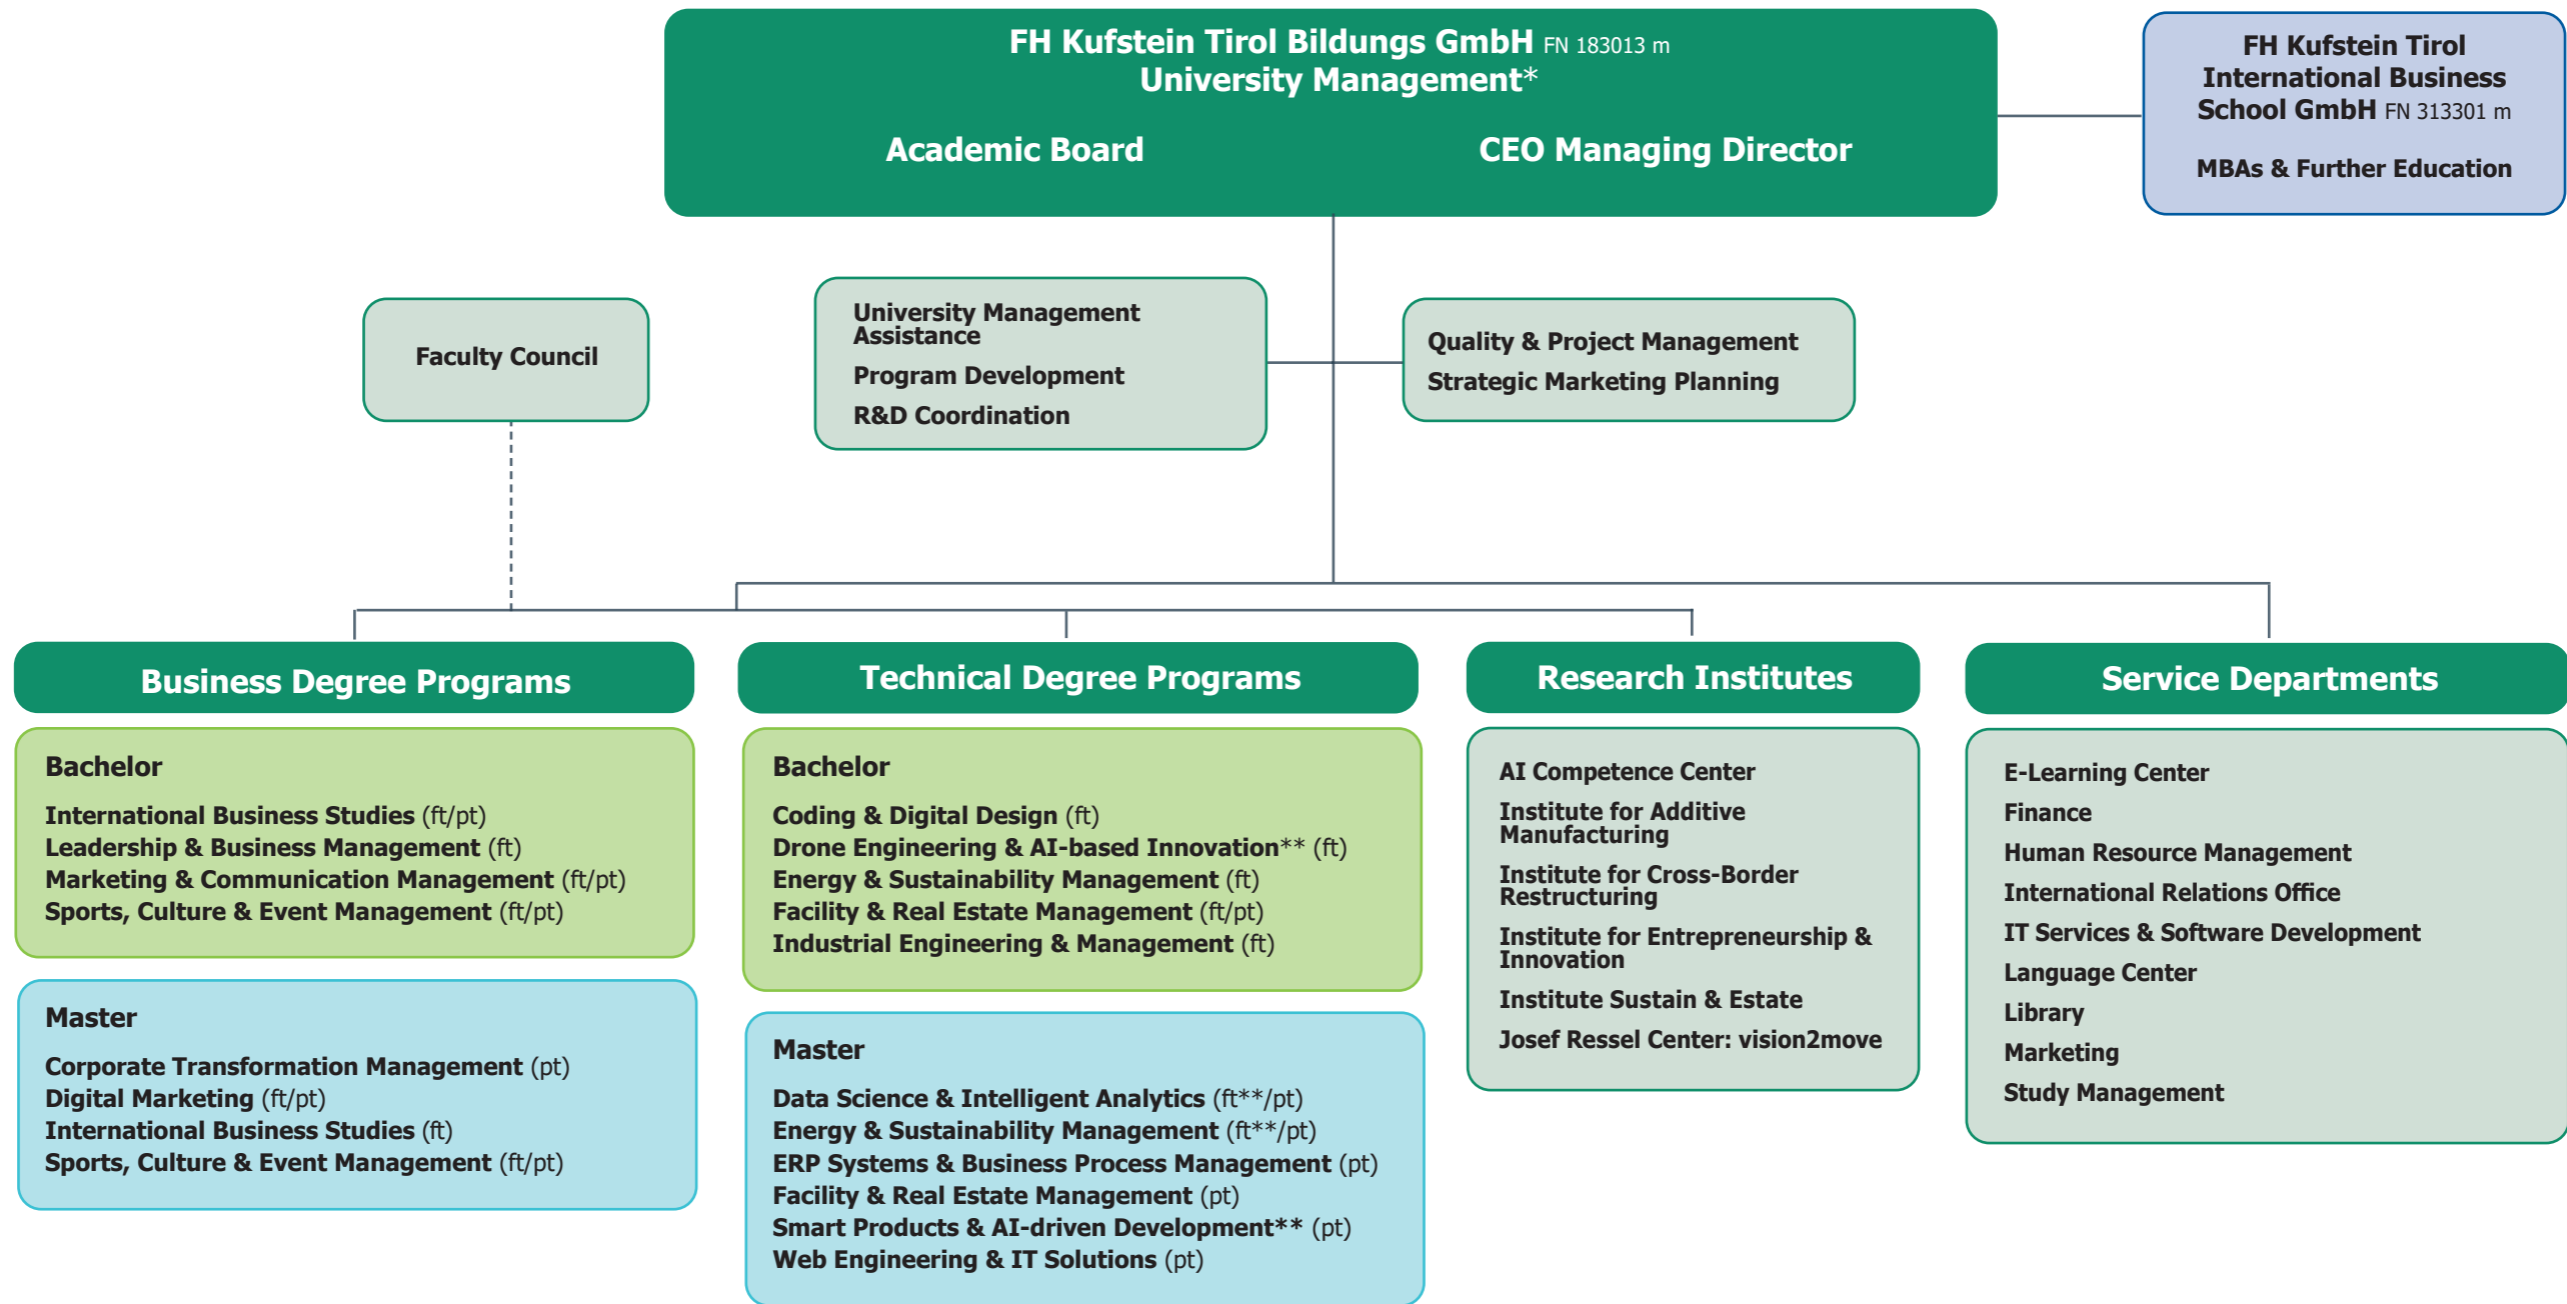 FH Kufstein Tirol Bildungs GmbH FN 183013 m
University Management*
Academic Board
CEO Managing Director
FH Kufstein Tirol
International Business
School GmbH FN 313301 m
MBAs & Further Education
Faculty Council
University Management
Assistance
Program Development
R&D Coordination
Quality & Project Management
Strategic Marketing Planning
Business Degree Programs
Bachelor
International Business Studies (ft/pt)
Leadership & Business Management (ft)
Marketing & Communication Management (ft/pt)
Sports, Culture & Event Management (ft/pt)
Master
Corporate Transformation Management (pt)
Digital Marketing (ft/pt)
International Business Studies (ft)
Sports, Culture & Event Management (ft/pt)
Technical Degree Programs
Bachelor
Coding & Digital Design (ft)
Drone Engineering & AI-based Innovation** (ft)
Energy & Sustainability Management (ft)
Facility & Real Estate Management (ft/pt)
Industrial Engineering & Management (ft)
Master
Data Science & Intelligent Analytics (ft**/pt)
Energy & Sustainability Management (ft**/pt)
ERP Systems & Business Process Management (pt)
Facility & Real Estate Management (pt)
Smart Products & AI-driven Development** (pt)
Web Engineering & IT Solutions (pt)
Research Institutes
AI Competence Center
Institute for Additive
Manufacturing
Institute for Cross-Border
Restructuring
Institute for Entrepreneurship &
Innovation
Institute Sustain & Estate
Josef Ressel Center: vision2move
Service Departments
E-Learning Center
Finance
Human Resource Management
International Relations Office
IT Services & Software Development
Language Center
Library
Marketing
Study Management